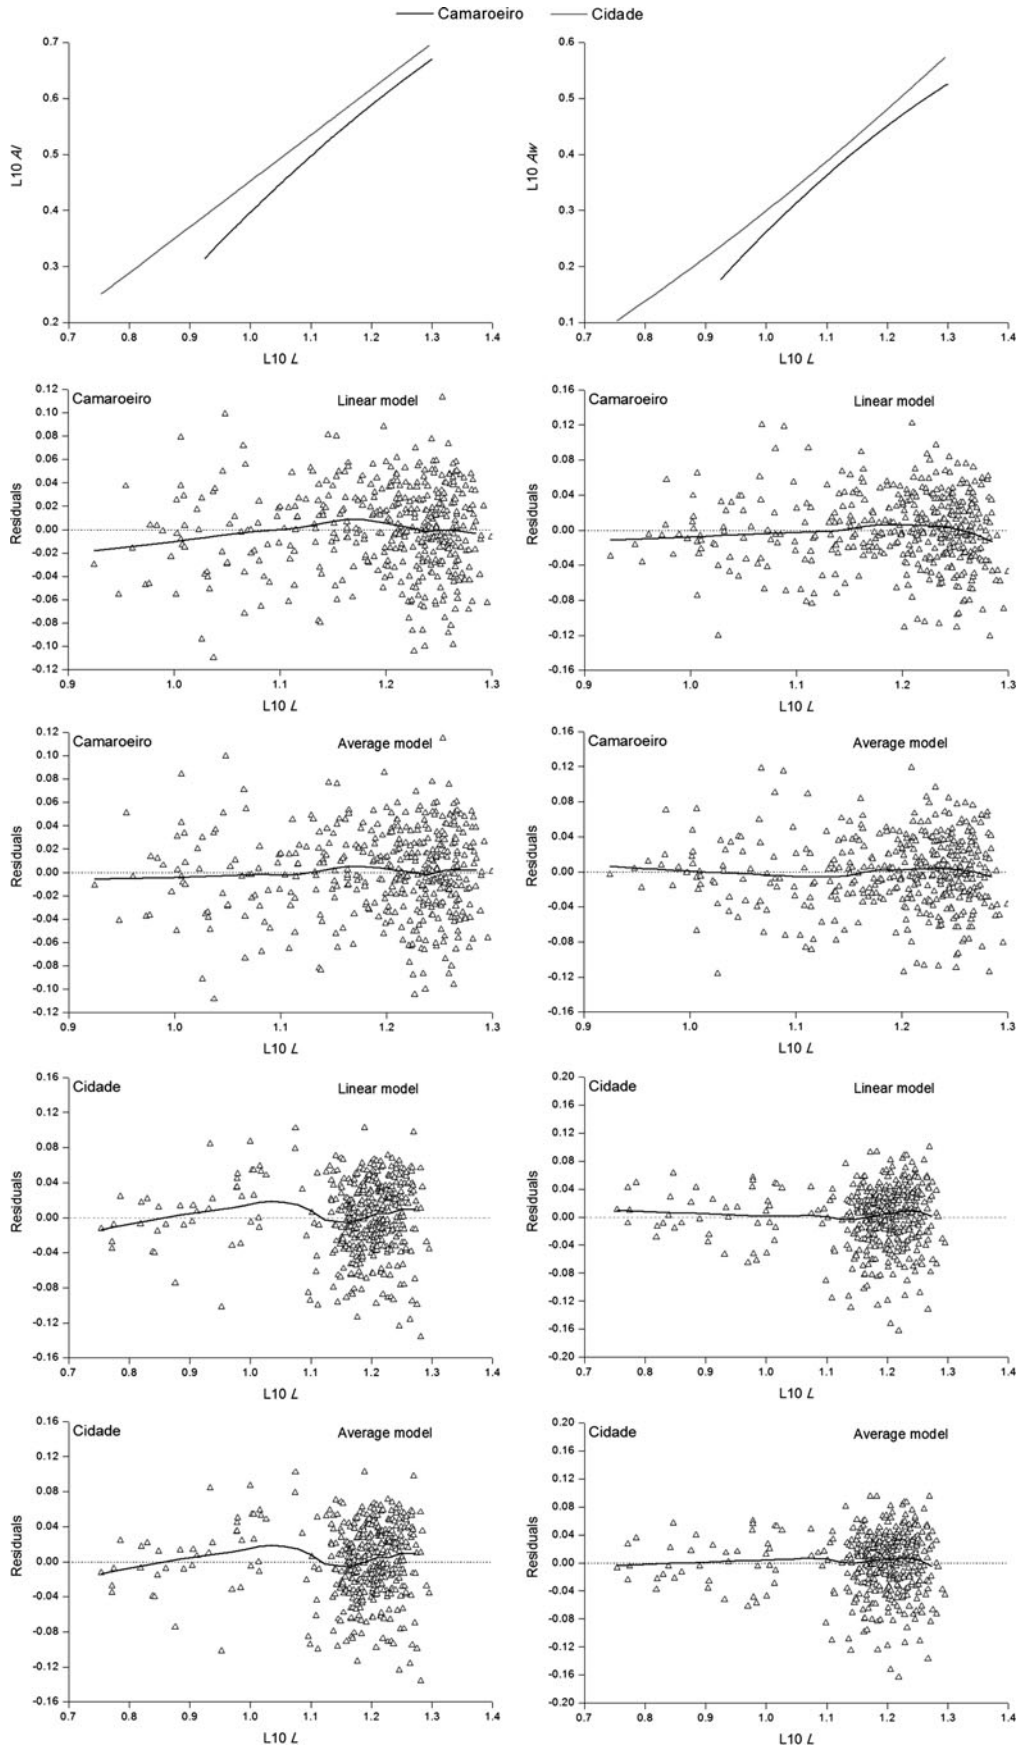 Camaroeiro Cidade
0.7
0.6
0.5
0.4
0.3
0.2
L10 Al
0.7 0.8 0.9 1.0 1.1 1.2 1.3 1.4
L10 L
0.6
0.5
0.4
0.3
0.2
0.1
L10 Aw
0.7 0.8 0.9 1.0 1.1 1.2 1.3 1.4
L10 L
Camaroeiro Linear model
0.12
0.10
0.08
0.06
0.04
0.02
0.00
-0.02
-0.04
-0.06
-0.08
-0.10
-0.12
Residuals
0.9 1.0 1.1 1.2 1.3
L10 L
Camaroeiro Linear model
0.16
0.12
0.08
0.04
0.00
-0.04
-0.08
-0.12
-0.16
Residuals
0.9 1.0 1.1 1.2 1.3
L10 L
Camaroeiro Average model
0.12
0.10
0.08
0.06
0.04
0.02
0.00
-0.02
-0.04
-0.06
-0.08
-0.10
-0.12
Residuals
0.9 1.0 1.1 1.2 1.3
L10 L
Camaroeiro Average model
0.16
0.12
0.08
0.04
0.00
-0.04
-0.08
-0.12
-0.16
Residuals
0.9 1.0 1.1 1.2 1.3
L10 L
Cidade Linear model
0.16
0.12
0.08
0.04
0.00
-0.04
-0.08
-0.12
-0.16
Residuals
0.7 0.8 0.9 1.0 1.1 1.2 1.3 1.4
L10 L
Cidade Linear model
0.20
0.16
0.12
0.08
0.04
0.00
-0.04
-0.08
-0.12
-0.16
-0.20
Residuals
0.7 0.8 0.9 1.0 1.1 1.2 1.3 1.4
L10 L
Cidade Average model
0.16
0.12
0.08
0.04
0.00
-0.04
-0.08
-0.12
-0.16
Residuals
0.7 0.8 0.9 1.0 1.1 1.2 1.3 1.4
L10 L
Cidade Average model
0.20
0.16
0.12
0.08
0.04
0.00
-0.04
-0.08
-0.12
-0.16
-0.20
Residuals
0.7 0.8 0.9 1.0 1.1 1.2 1.3 1.4
L10 L